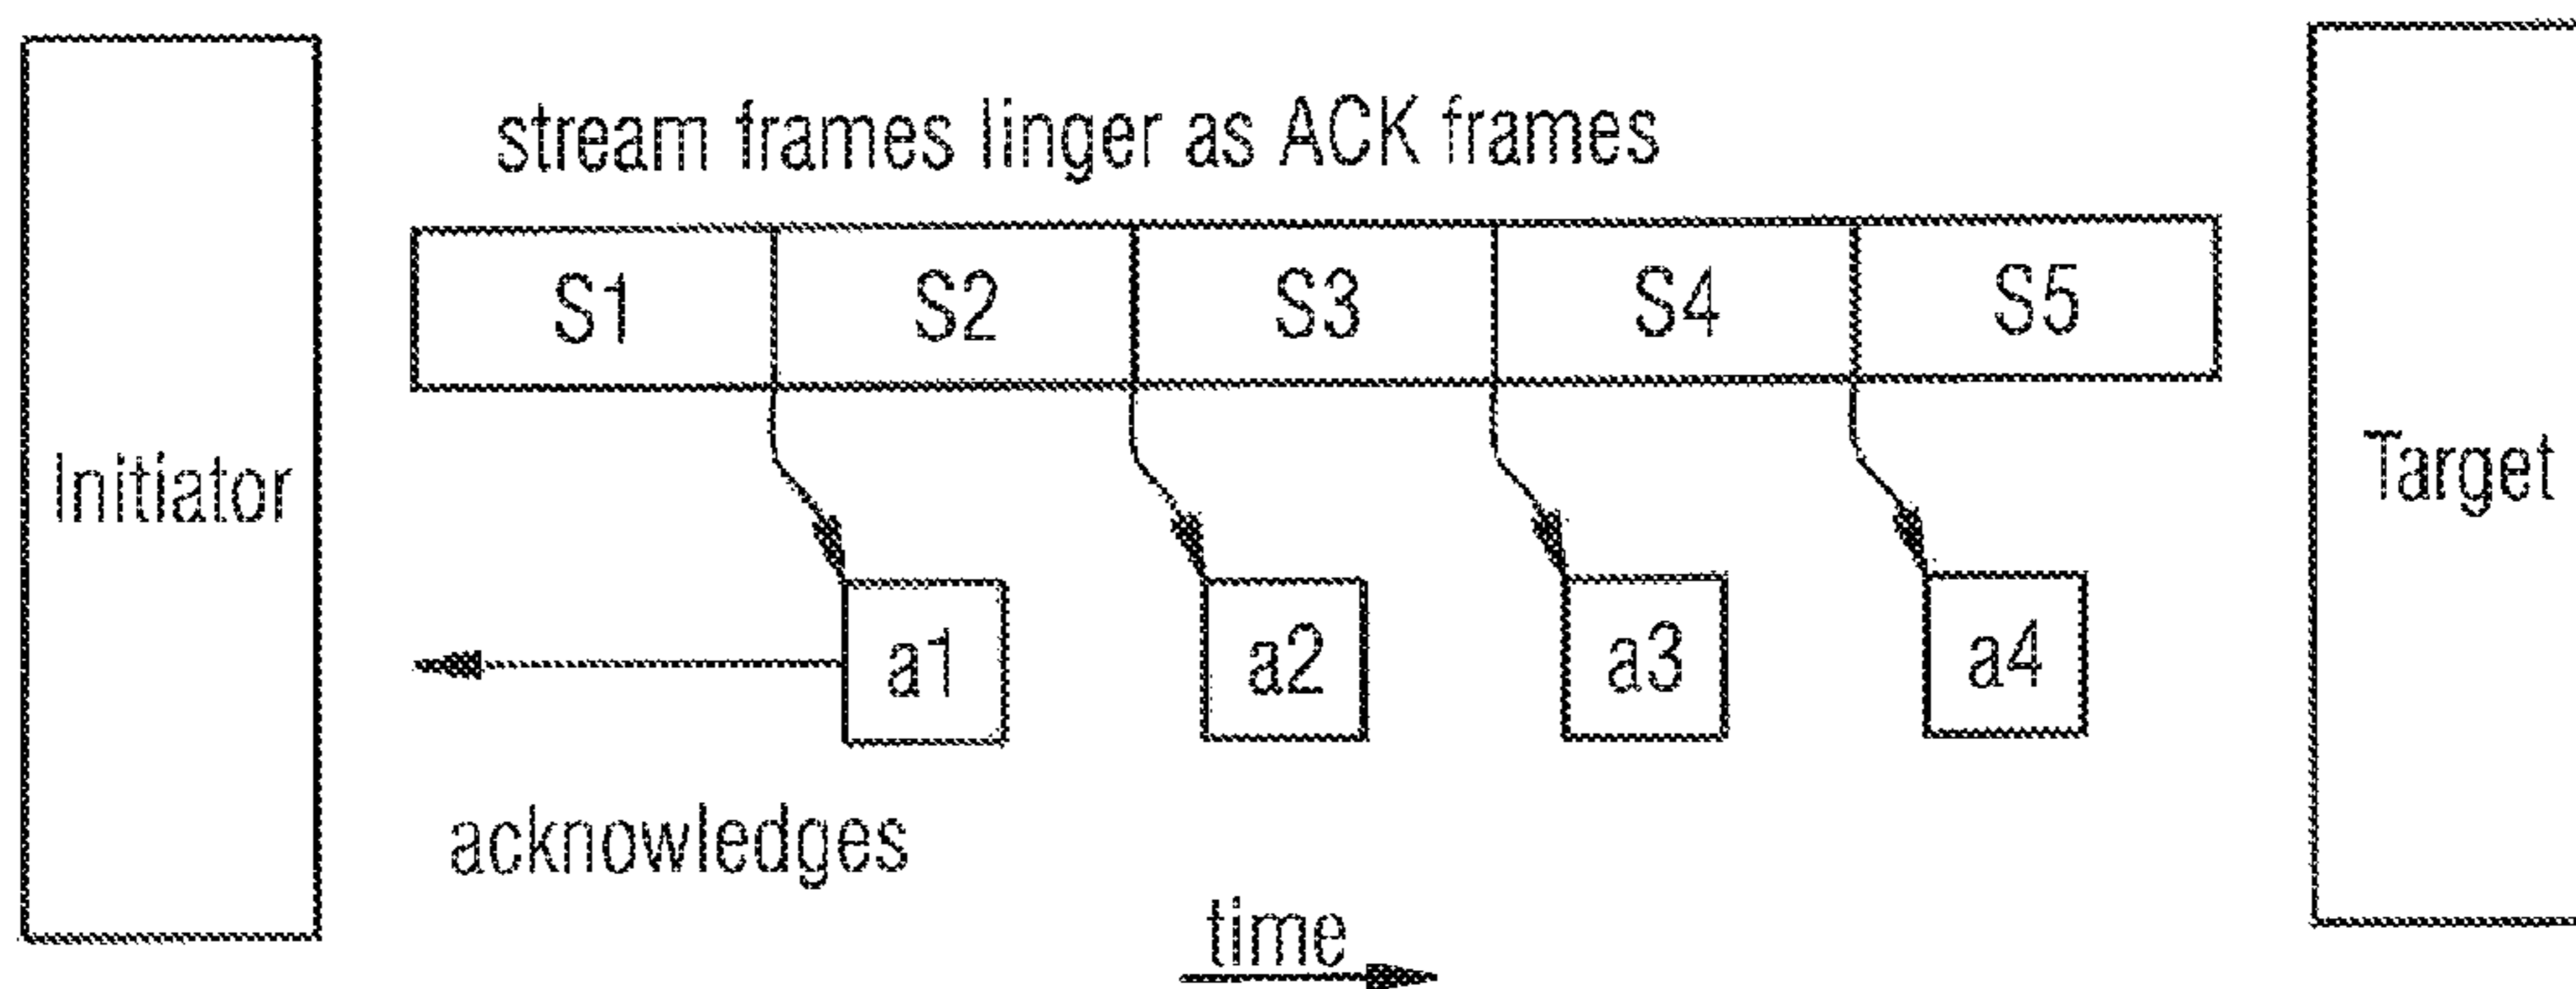 stream frames linger as ACK frames
S1 S2 S3 S4 S5
Initiator
Target
a1 a2 a3 a4
acknowledges
time